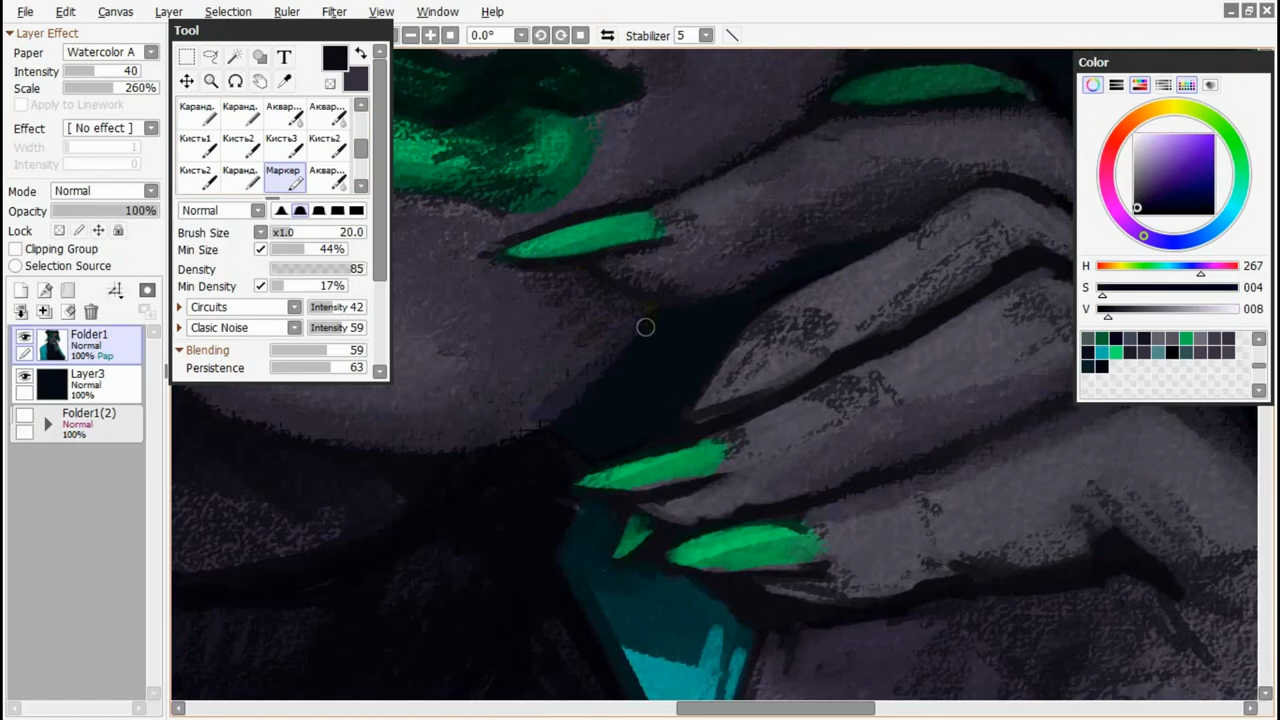 File Edit Canvas Layer Selection Ruler Filter View Window Help
Layer Effect
Paper Watercolor A
Intensity 40
Scale 260%
Apply to Linework
Effect [ No effect ]
Width 1
Intensity 0
Mode Normal
Opacity 100%
Lock
Clipping Group
Selection Source
Folder1
Normal
100% Pap
Layer3
Normal
100%
Folder1(2)
Normal
100%
Tool
T
Каранд. Каранд. Аквар... Аквар...
Кисть1 Кисть2 Кисть3 Кисть2
Кисть2 Каранд. Маркер Аквар...
Normal
Brush Size x1.0 20.0
Min Size 44%
Density 85
Min Density 17%
Circuits Intensity 42
Clasic Noise Intensity 59
Blending 59
Persistence 63
0.0° Stabilizer 5
Color
H 267
S 004
V 008